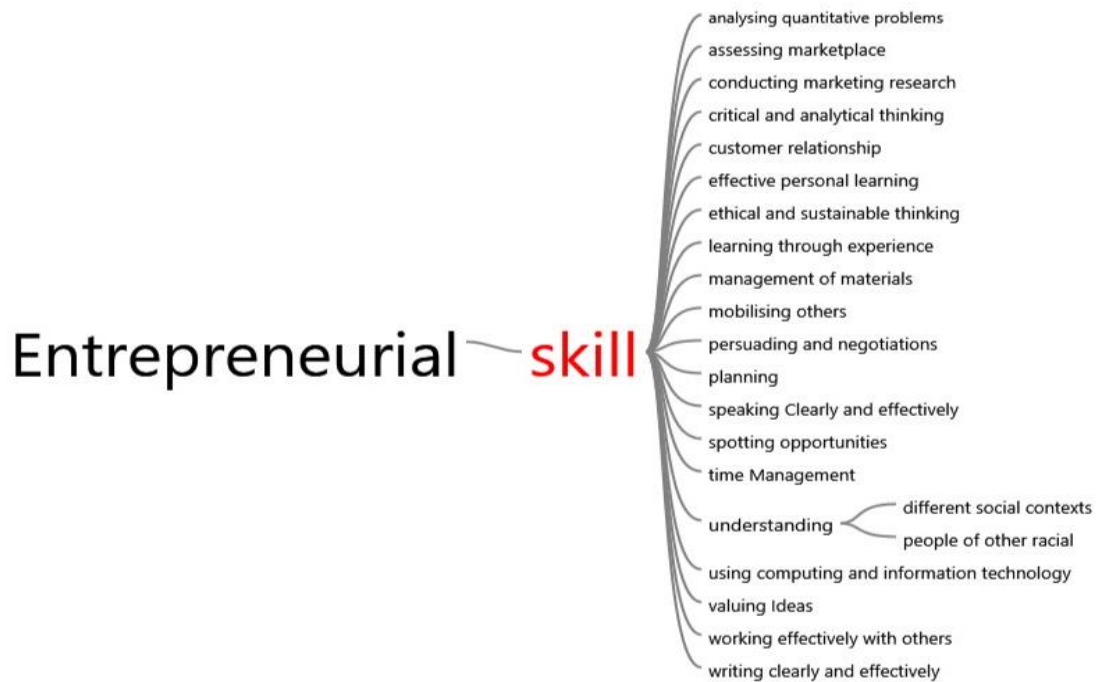 Entrepreneurial skill
analysing quantitative problems
assessing marketplace
conducting marketing research
critical and analytical thinking
customer relationship
effective personal learning
ethical and sustainable thinking
learning through experience
management of materials
mobilising others
persuading and negotiations
planning
speaking Clearly and effectively
spotting opportunities
time Management
understanding
different social contexts
people of other racial
using computing and information technology
valuing Ideas
working effectively with others
writing clearly and effectively